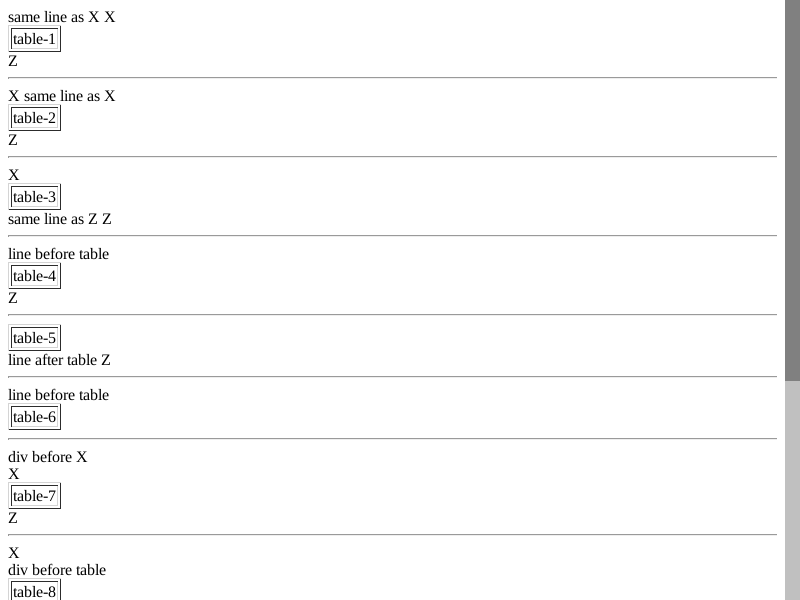 same line as X X
table-1
Z
X same line as X
table-2
Z
X
table-3
same line as Z Z
line before table
table-4
Z
table-5
line after table Z
line before table
table-6
div before X
X
table-7
Z
X
div before table
table-8